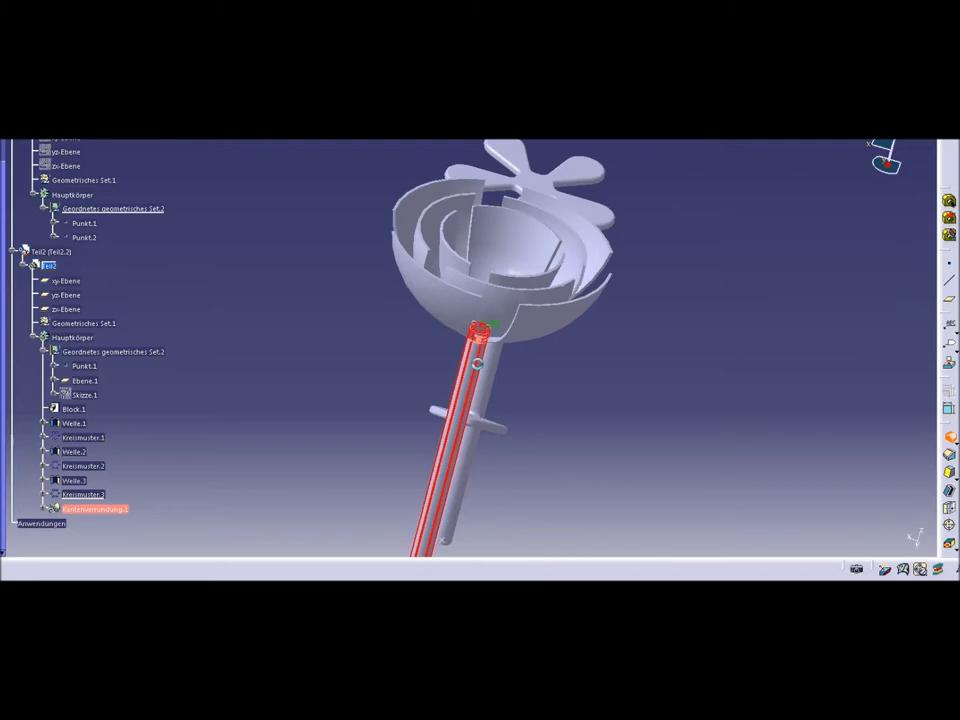 yz-Ebene
zx-Ebene
Geometrisches Set.1
Hauptkörper
Geordnetes geometrisches Set.2
Punkt.1
Punkt.2
Teil2 (Teil2.2)
Teil2
xy-Ebene
yz-Ebene
zx-Ebene
Geometrisches Set.1
Hauptkörper
Geordnetes geometrisches Set.2
Punkt.1
Ebene.1
Skizze.1
Block.1
Welle.1
Kreismuster.1
Welle.2
Kreismuster.2
Welle.3
Kreismuster.3
Kantenverrundung.1
Anwendungen